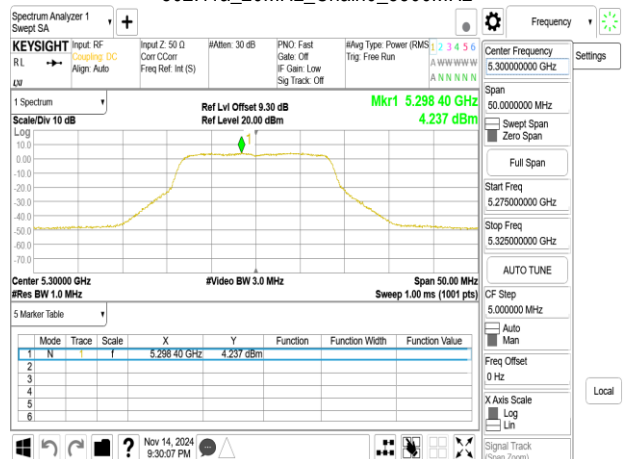 Spectrum Analyzer 1
Swept SA
Frequency
KEYSIGHT
Input: RF
Coupling: DC
Align: Auto
Input Z: 50 Ω
Corr CCorr
Freq Ref: Int (S)
#Atten: 30 dB
PNO: Fast
Gate: Off
IF Gain: Low
Sig Track: Off
#Avg Type: Power (RMS
Trig: Free Run
1 2 3 4 5 6
A W W W W W
A N N N N N
R L
LXI
1 Spectrum
Scale/Div 10 dB
Ref Lvl Offset 9.30 dB
Ref Level 20.00 dBm
Mkr1 5.298 40 GHz
4.237 dBm
Log
10.0
0.00
-10.0
-20.0
-30.0
-40.0
-50.0
-60.0
-70.0
1
Center 5.30000 GHz
#Res BW 1.0 MHz
#Video BW 3.0 MHz
Span 50.00 MHz
Sweep 1.00 ms (1001 pts)
5 Marker Table
Mode Trace Scale X Y Function Function Width Function Value
1 N 1 f 5.298 40 GHz 4.237 dBm
2
3
4
5
6
Nov 14, 2024
9:30:07 PM
Center Frequency
5.300000000 GHz
Settings
Span
50.0000000 MHz
Swept Span
Zero Span
Full Span
Start Freq
5.275000000 GHz
Stop Freq
5.325000000 GHz
AUTO TUNE
CF Step
5.000000 MHz
Auto
Man
Freq Offset
0 Hz
X Axis Scale
Log
Lin
Local
Signal Track
(Span Zoom)